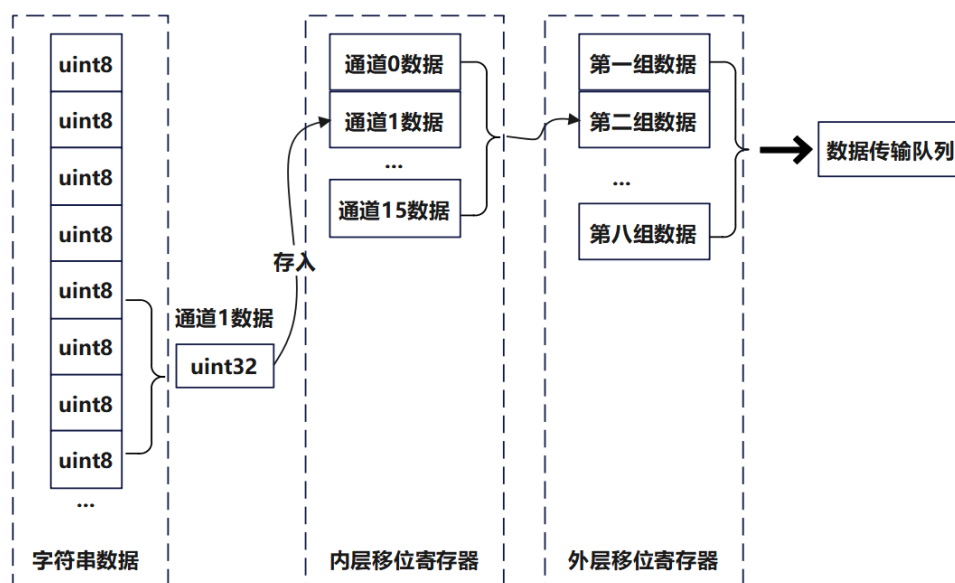 uint8
uint8
uint8
uint8
uint8
uint8
uint8
uint8
...
字符串数据
通道1数据
uint32
存入
通道0数据
通道1数据
...
通道15数据
内层移位寄存器
第一组数据
第二组数据
...
第八组数据
外层移位寄存器
数据传输队列